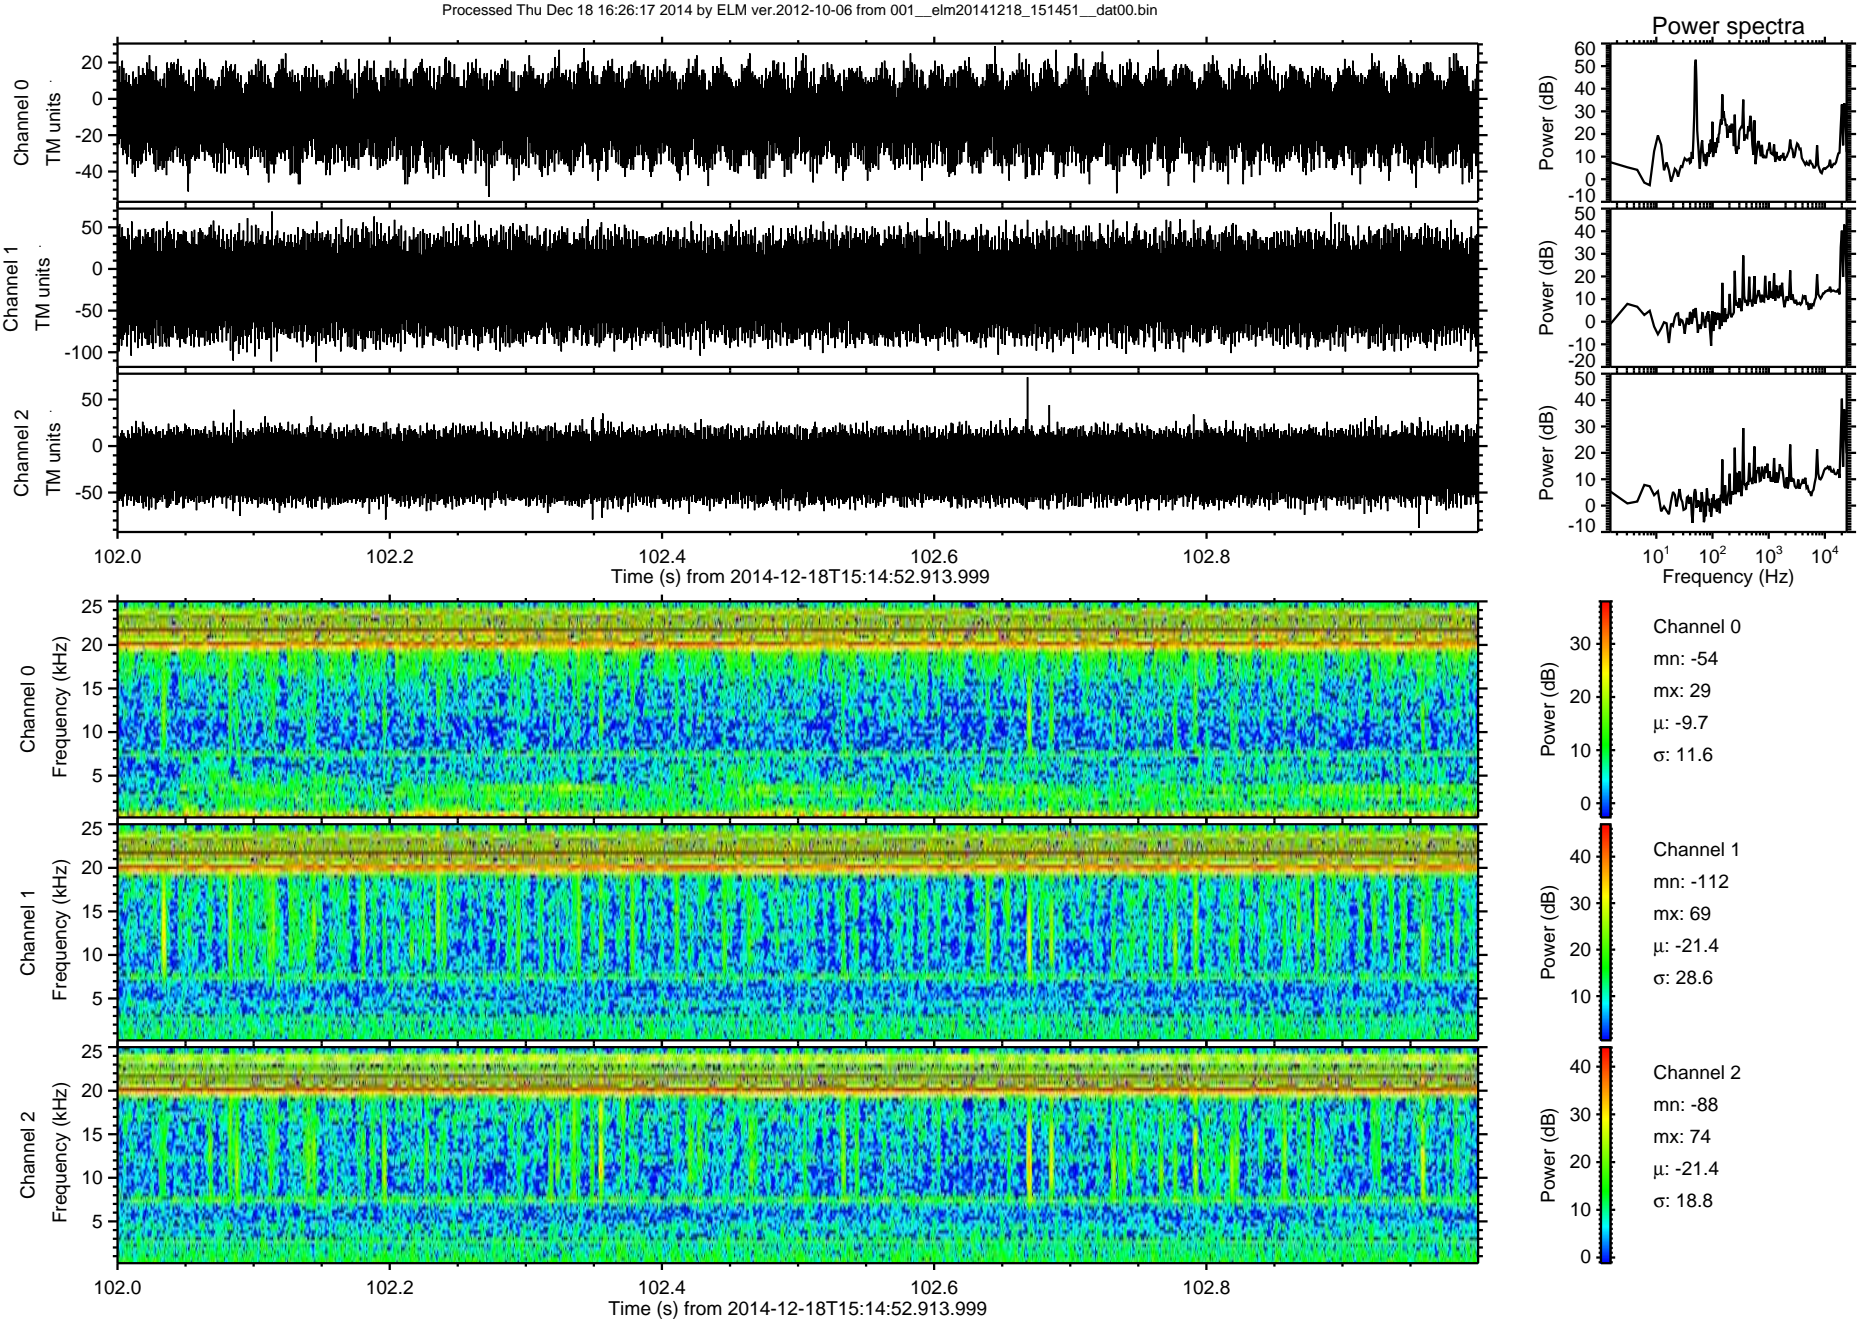 Processed Thu Dec 18 16:26:17 2014 by ELM ver.2012-10-06 from 001__elm20141218_151451__dat00.bin
Power spectra
Channel 0
TM units
20
0
-20
-40
Power (dB)
60
50
40
30
20
10
0
-10
Channel 1
TM units
50
0
-50
-100
Power (dB)
50
40
30
20
10
0
-10
-20
Channel 2
TM units
50
0
-50
Power (dB)
50
40
30
20
10
0
-10
102.0 102.2 102.4 102.6 102.8
Time (s) from 2014-12-18T15:14:52.913.999
10¹ 10² 10³ 10⁴
Frequency (Hz)
Channel 0
Frequency (kHz)
25
20
15
10
5
Power (dB)
30
20
10
0
Channel 0
mn: -54
mx: 29
μ: -9.7
σ: 11.6
Channel 1
Frequency (kHz)
25
20
15
10
5
Power (dB)
40
30
20
10
Channel 1
mn: -112
mx: 69
μ: -21.4
σ: 28.6
Channel 2
Frequency (kHz)
25
20
15
10
5
Power (dB)
40
30
20
10
0
Channel 2
mn: -88
mx: 74
μ: -21.4
σ: 18.8
102.0 102.2 102.4 102.6 102.8
Time (s) from 2014-12-18T15:14:52.913.999